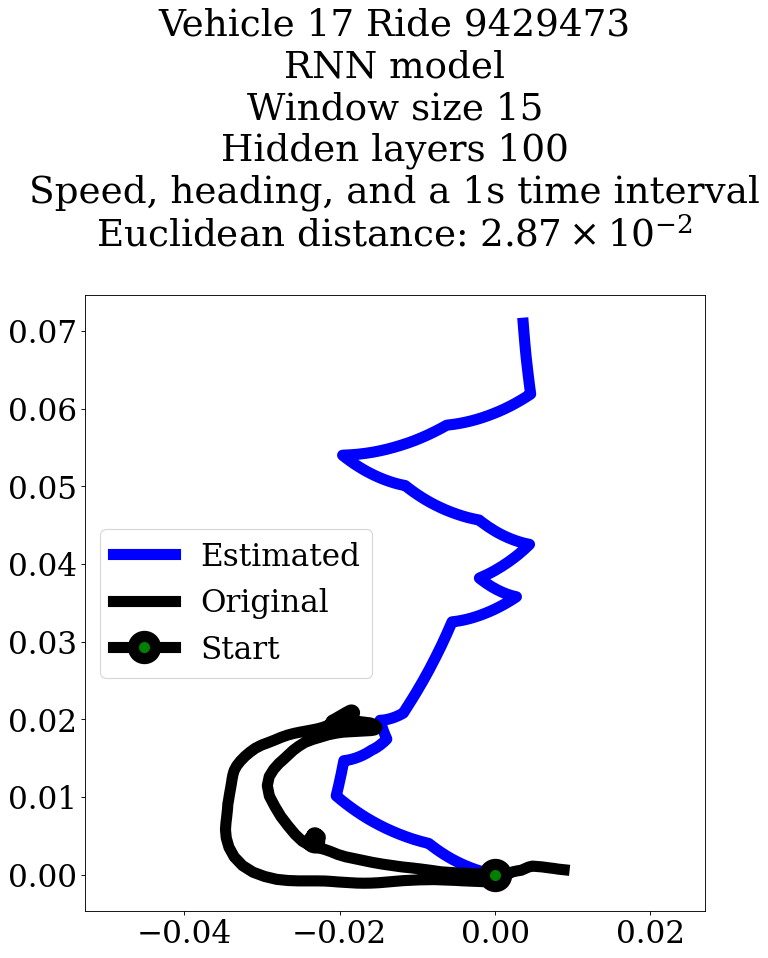 Vehicle 17 Ride 9429473
RNN model
Window size 15
Hidden layers 100
Speed, heading, and a 1s time interval
Euclidean distance: 2.87 × 10⁻²
0.07
0.06
0.05
0.04
0.03
0.02
0.01
0.00
Estimated
Original
Start
−0.04 −0.02 0.00 0.02